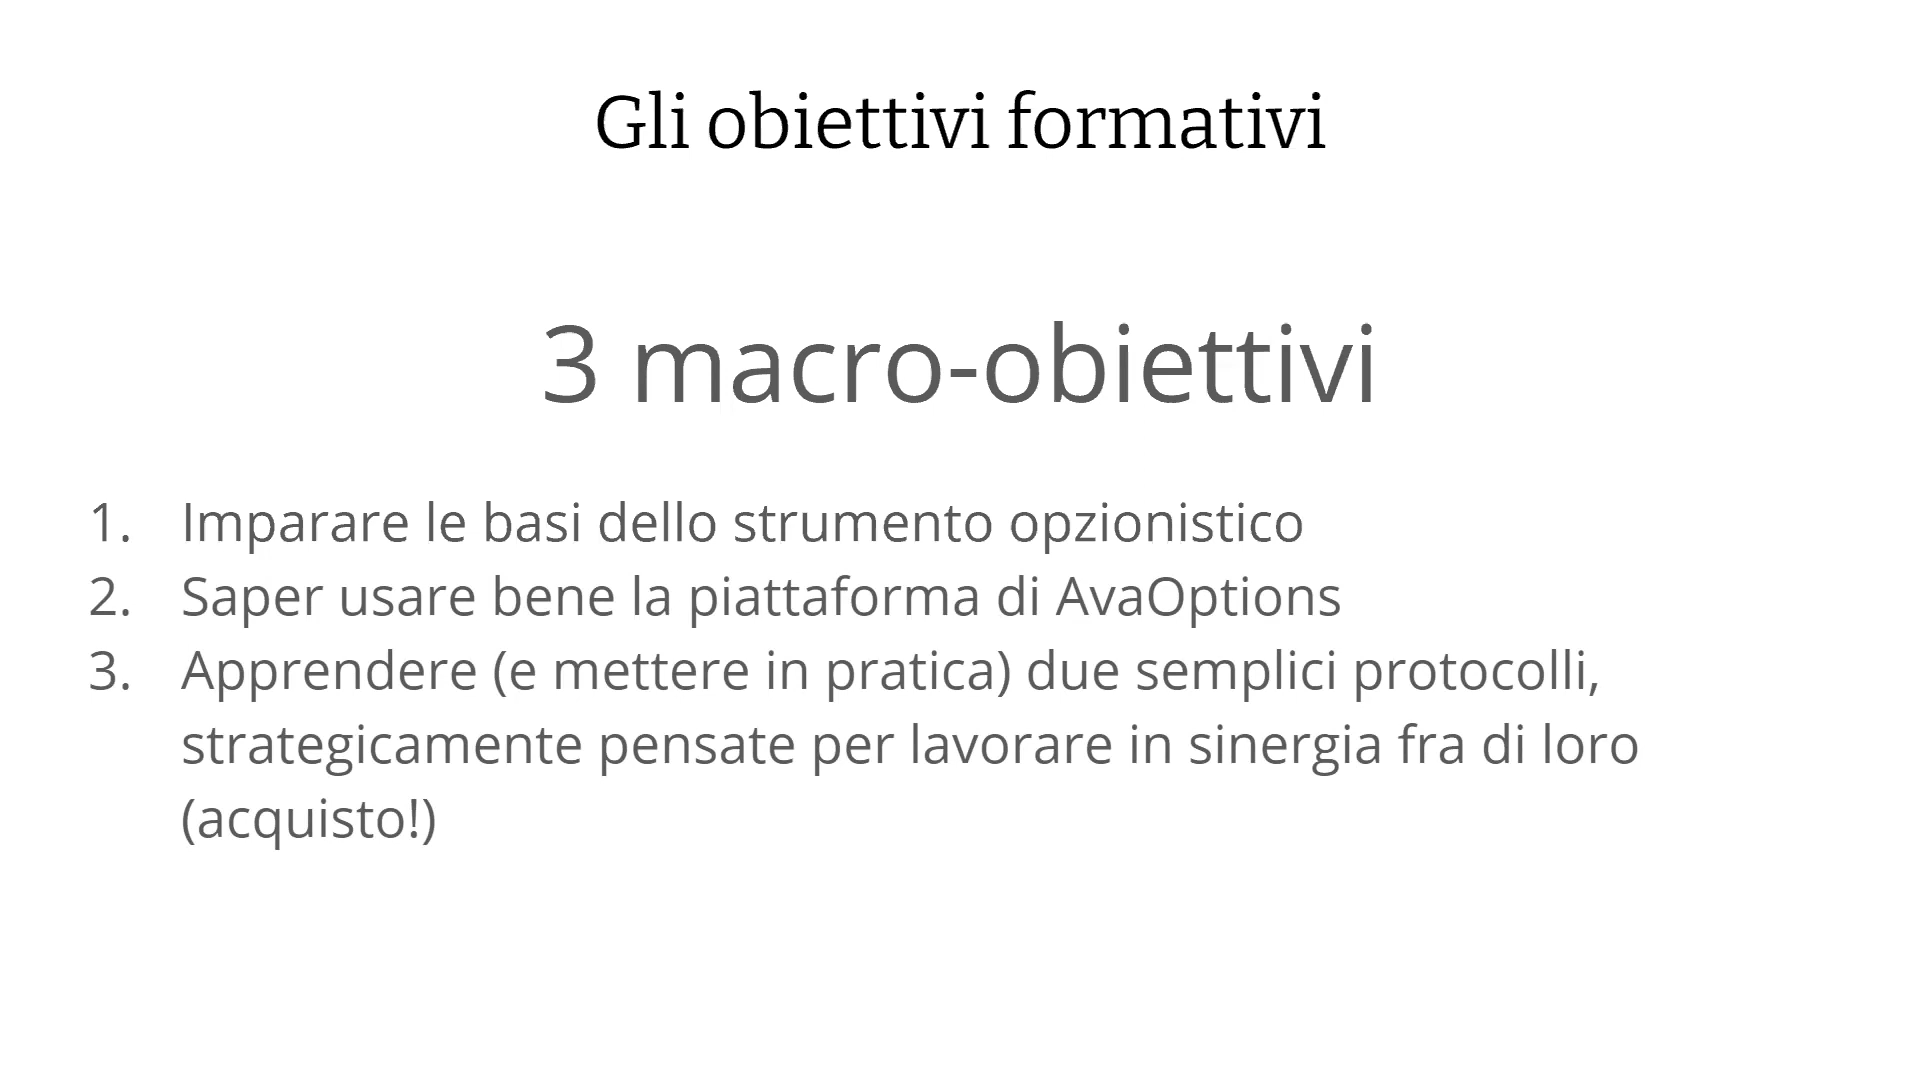 Gli obiettivi formativi
3 macro-obiettivi
1. Imparare le basi dello strumento opzionistico
2. Saper usare bene la piattaforma di AvaOptions
3. Apprendere (e mettere in pratica) due semplici protocolli,
strategicamente pensate per lavorare in sinergia fra di loro
(acquisto!)